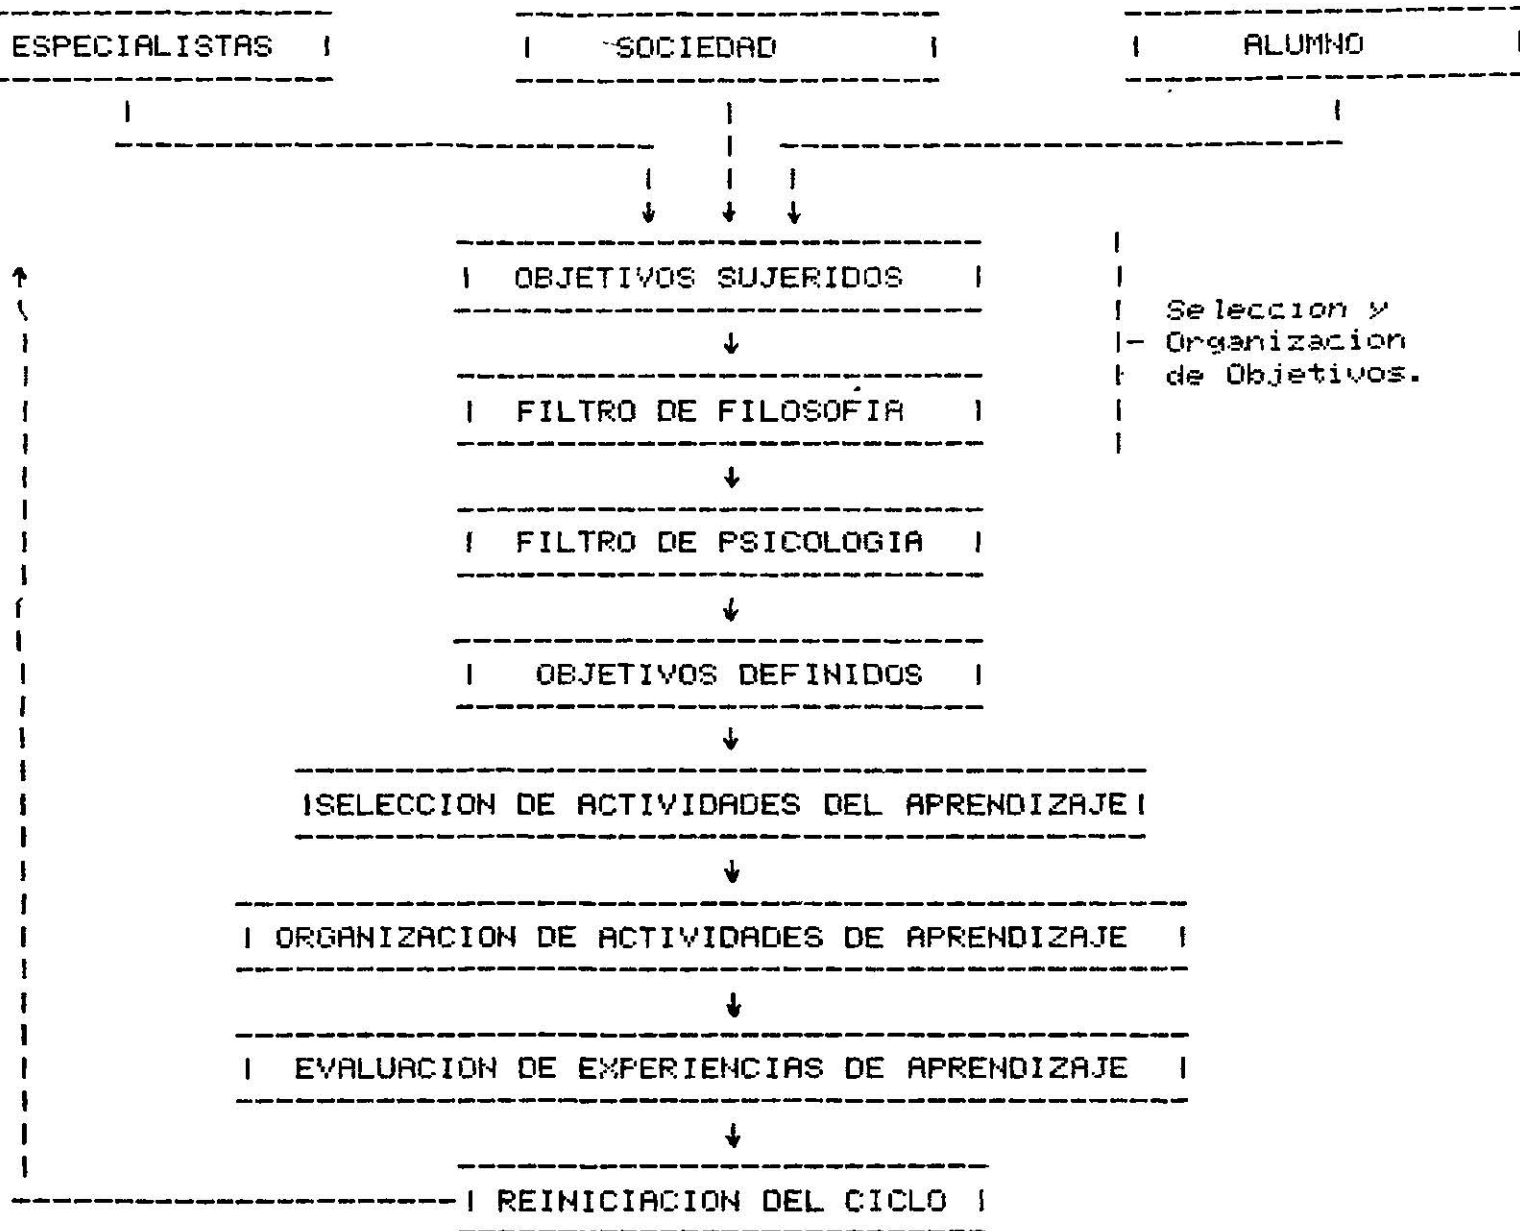 ESPECIALISTAS SOCIEDAD ALUMNO
OBJETIVOS SUJERIDOS
Seleccion y
Organizacion
de Objetivos.
FILTRO DE FILOSOFIA
FILTRO DE PSICOLOGIA
OBJETIVOS DEFINIDOS
SELECCION DE ACTIVIDADES DEL APRENDIZAJE
ORGANIZACION DE ACTIVIDADES DE APRENDIZAJE
EVALUACION DE EXPERIENCIAS DE APRENDIZAJE
REINICIACION DEL CICLO